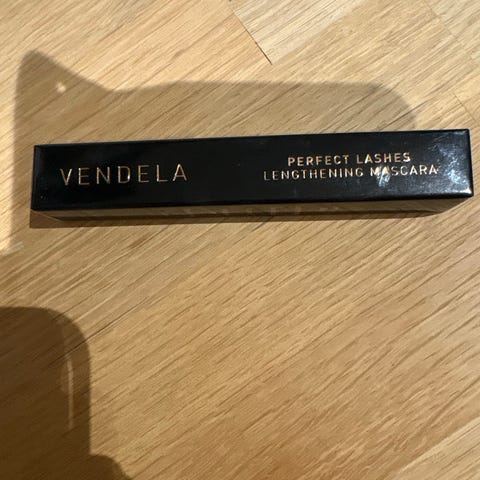 VENDELA
PERFECT LASHES
LENGTHENING MASCARA